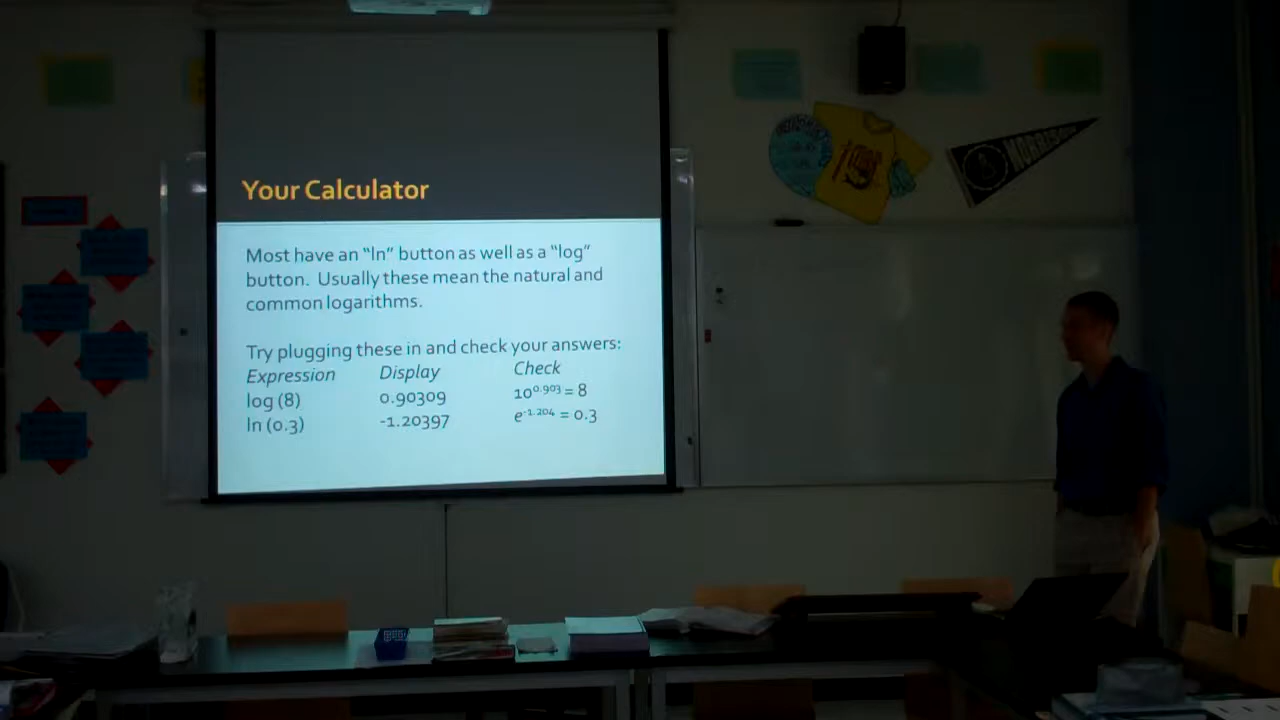 Your Calculator
Most have an “ln” button as well as a “log”
button. Usually these mean the natural and
common logarithms.
Try plugging these in and check your answers:
Expression Display Check
log (8) 0.90309 10^0.903 = 8
ln (0.3) -1.20397 e^-1.204 = 0.3
MORRISON